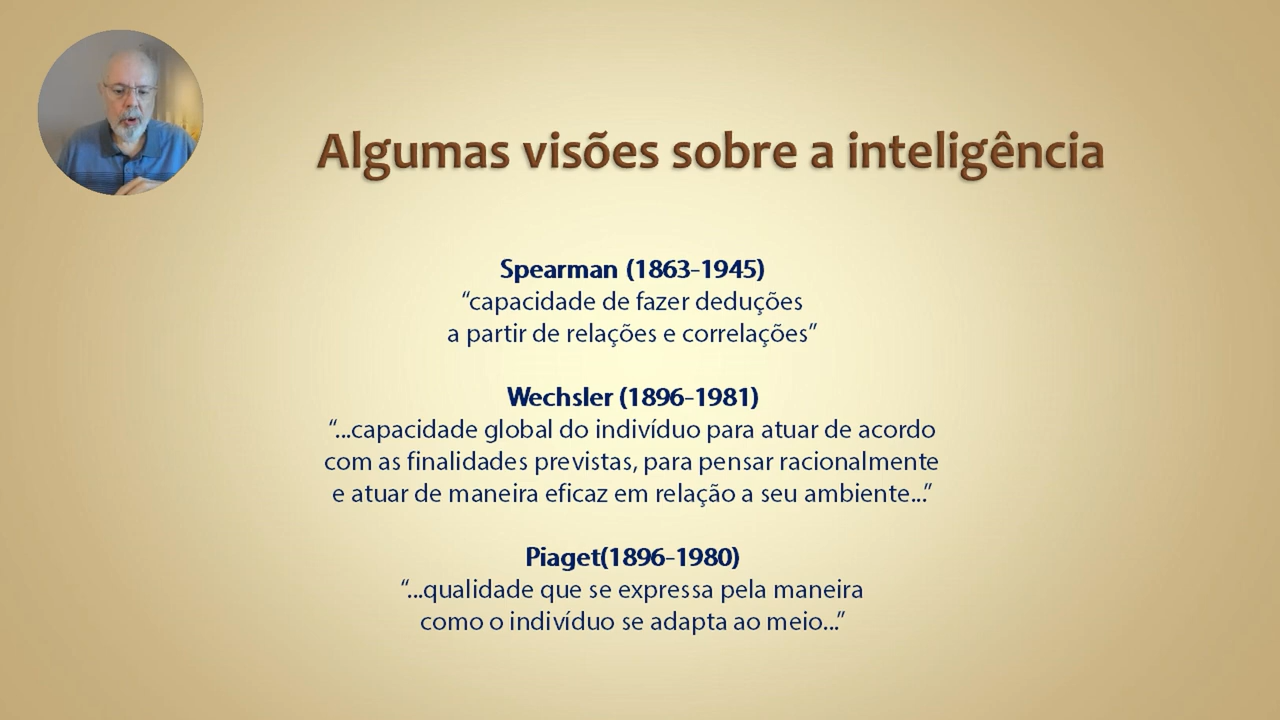 Algumas visões sobre a inteligência
Spearman (1863-1945)
“capacidade de fazer deduções
a partir de relações e correlações”
Wechsler (1896-1981)
“...capacidade global do indivíduo para atuar de acordo
com as finalidades previstas, para pensar racionalmente
e atuar de maneira eficaz em relação a seu ambiente...”
Piaget(1896-1980)
“...qualidade que se expressa pela maneira
como o indivíduo se adapta ao meio...”